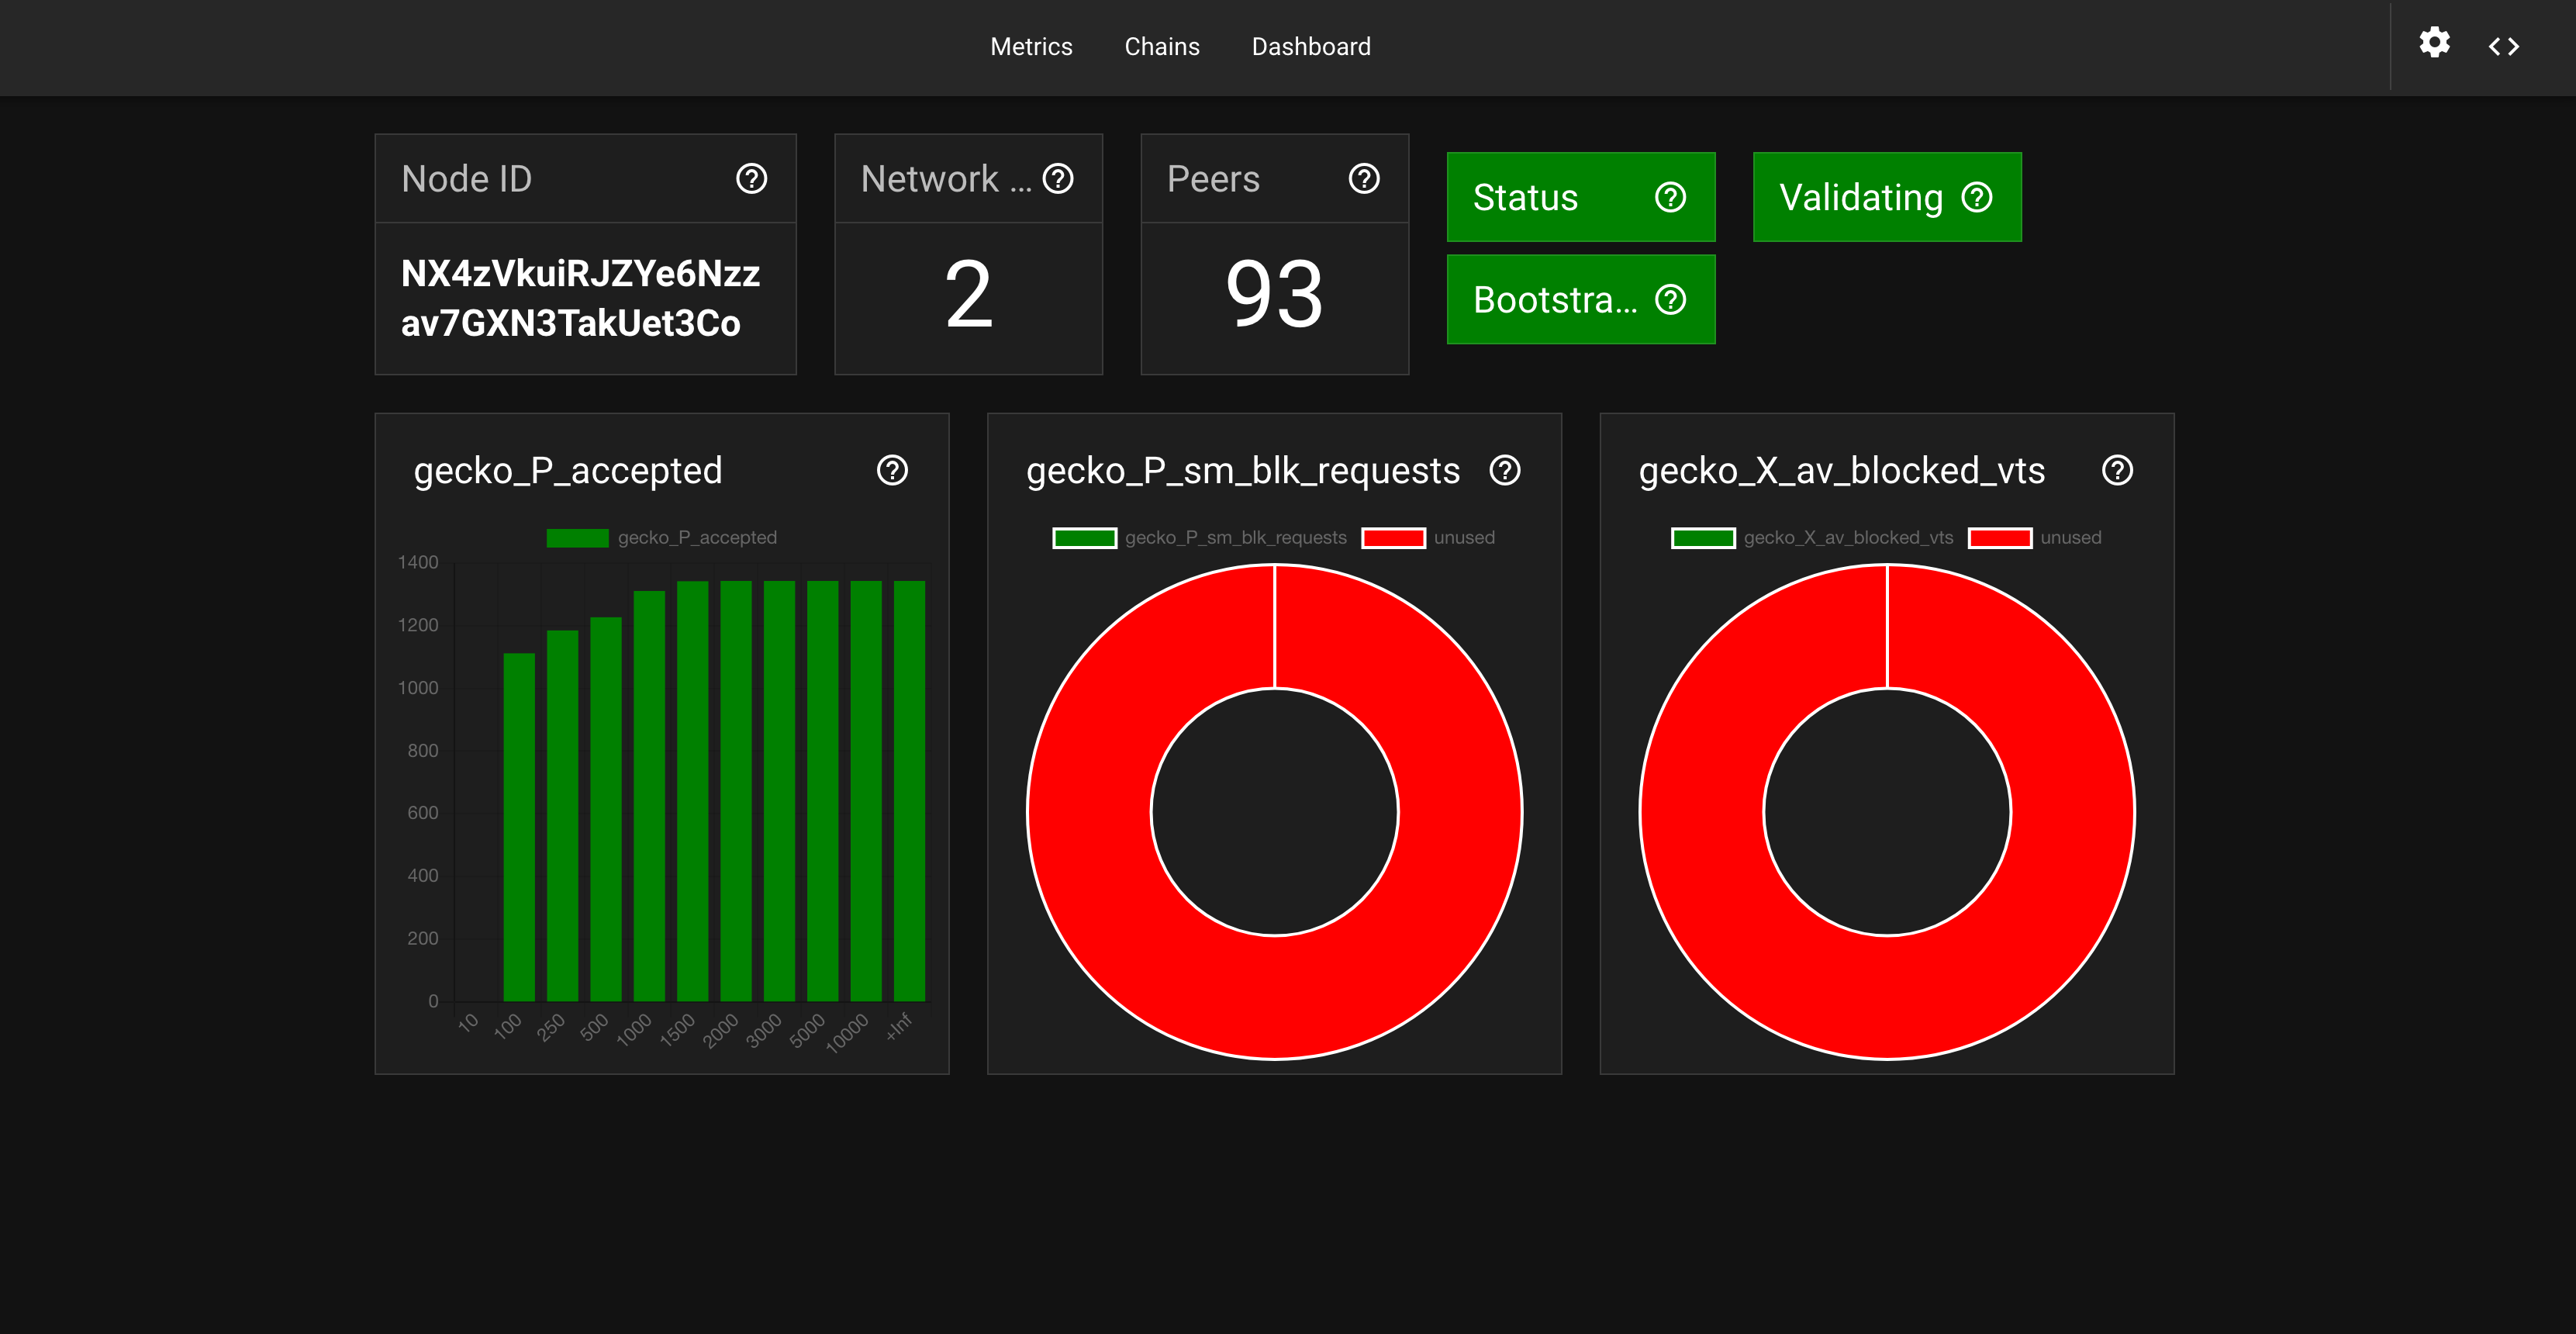 Metrics Chains Dashboard
Node ID
NX4zVkuiRJZYe6Nzz
av7GXN3TakUet3Co
Network ...
2
Peers
93
Status
Validating
Bootstra...
gecko_P_accepted
gecko_P_accepted
1400
1200
1000
800
600
400
200
0
10 100 250 500 1000 1500 2000 3000 5000 10000 +Inf
gecko_P_sm_blk_requests
gecko_P_sm_blk_requests unused
gecko_X_av_blocked_vts
gecko_X_av_blocked_vts unused